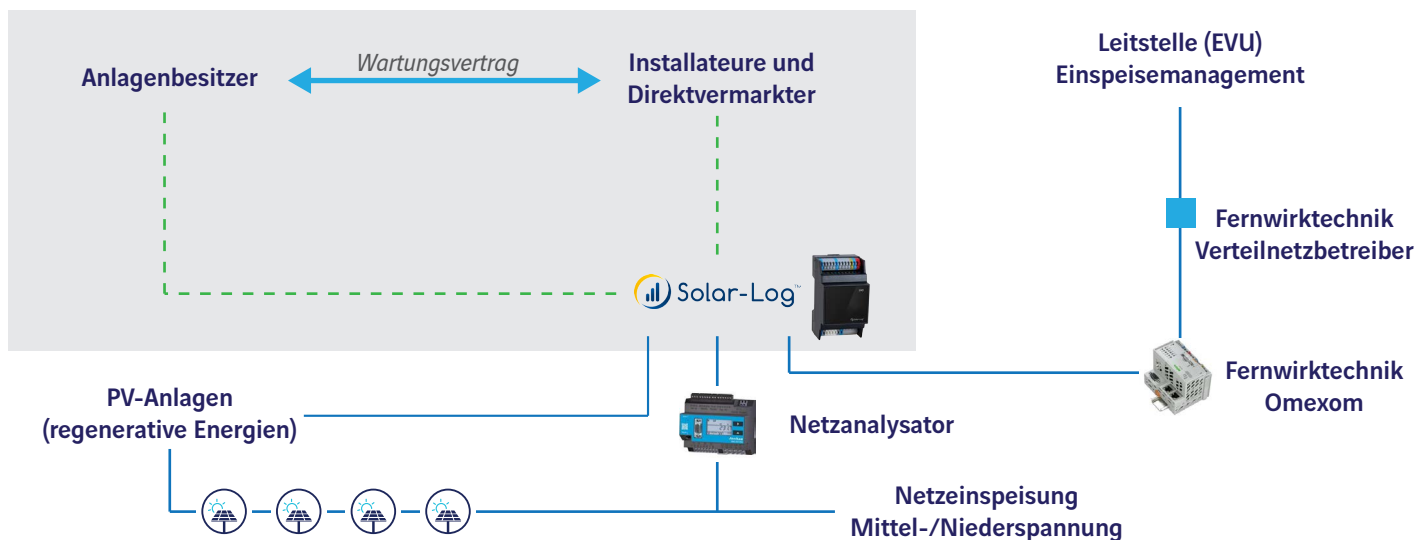 Anlagenbesitzer
Wartungsvertrag
Installateure und
Direktvermarkter
Leitstelle (EVU)
Einspeisemanagement
Fernwirktechnik
Verteilnetzbetreiber
Solar-Log™
Fernwirktechnik
Omexom
PV-Anlagen
(regenerative Energien)
Netzanalysator
Netzeinspeisung
Mittel-/Niederspannung